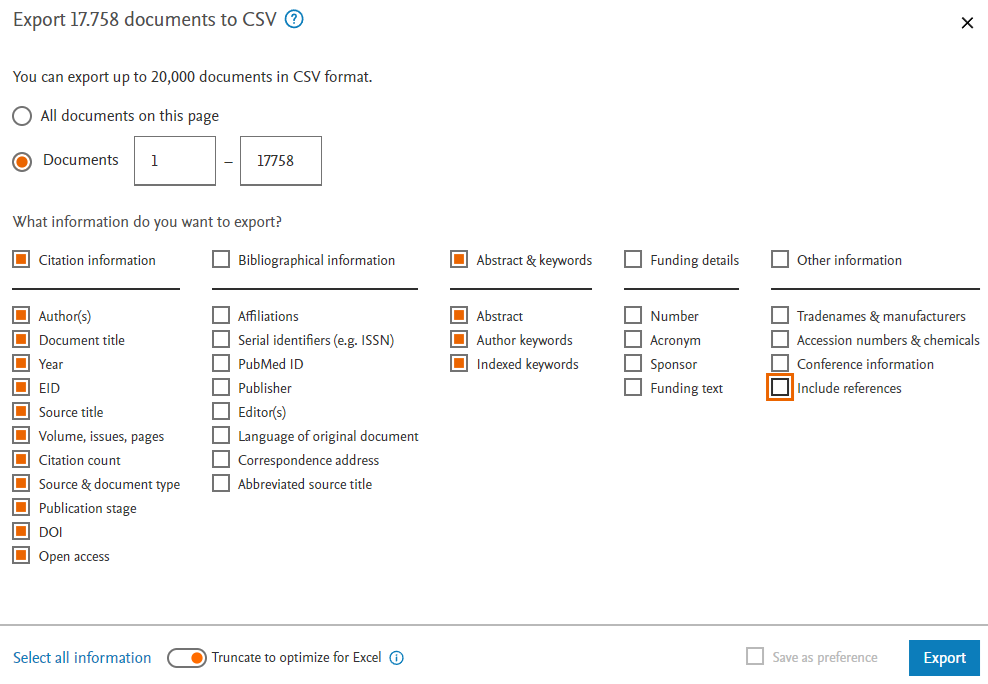 Export 17.758 documents to CSV ?
You can export up to 20,000 documents in CSV format.
All documents on this page
Documents 1 – 17758
What information do you want to export?
Citation information
Author(s)
Document title
Year
EID
Source title
Volume, issues, pages
Citation count
Source & document type
Publication stage
DOI
Open access
Bibliographical information
Affiliations
Serial identifiers (e.g. ISSN)
PubMed ID
Publisher
Editor(s)
Language of original document
Correspondence address
Abbreviated source title
Abstract & keywords
Abstract
Author keywords
Indexed keywords
Funding details
Number
Acronym
Sponsor
Funding text
Other information
Tradenames & manufacturers
Accession numbers & chemicals
Conference information
Include references
Select all information Truncate to optimize for Excel i Save as preference Export